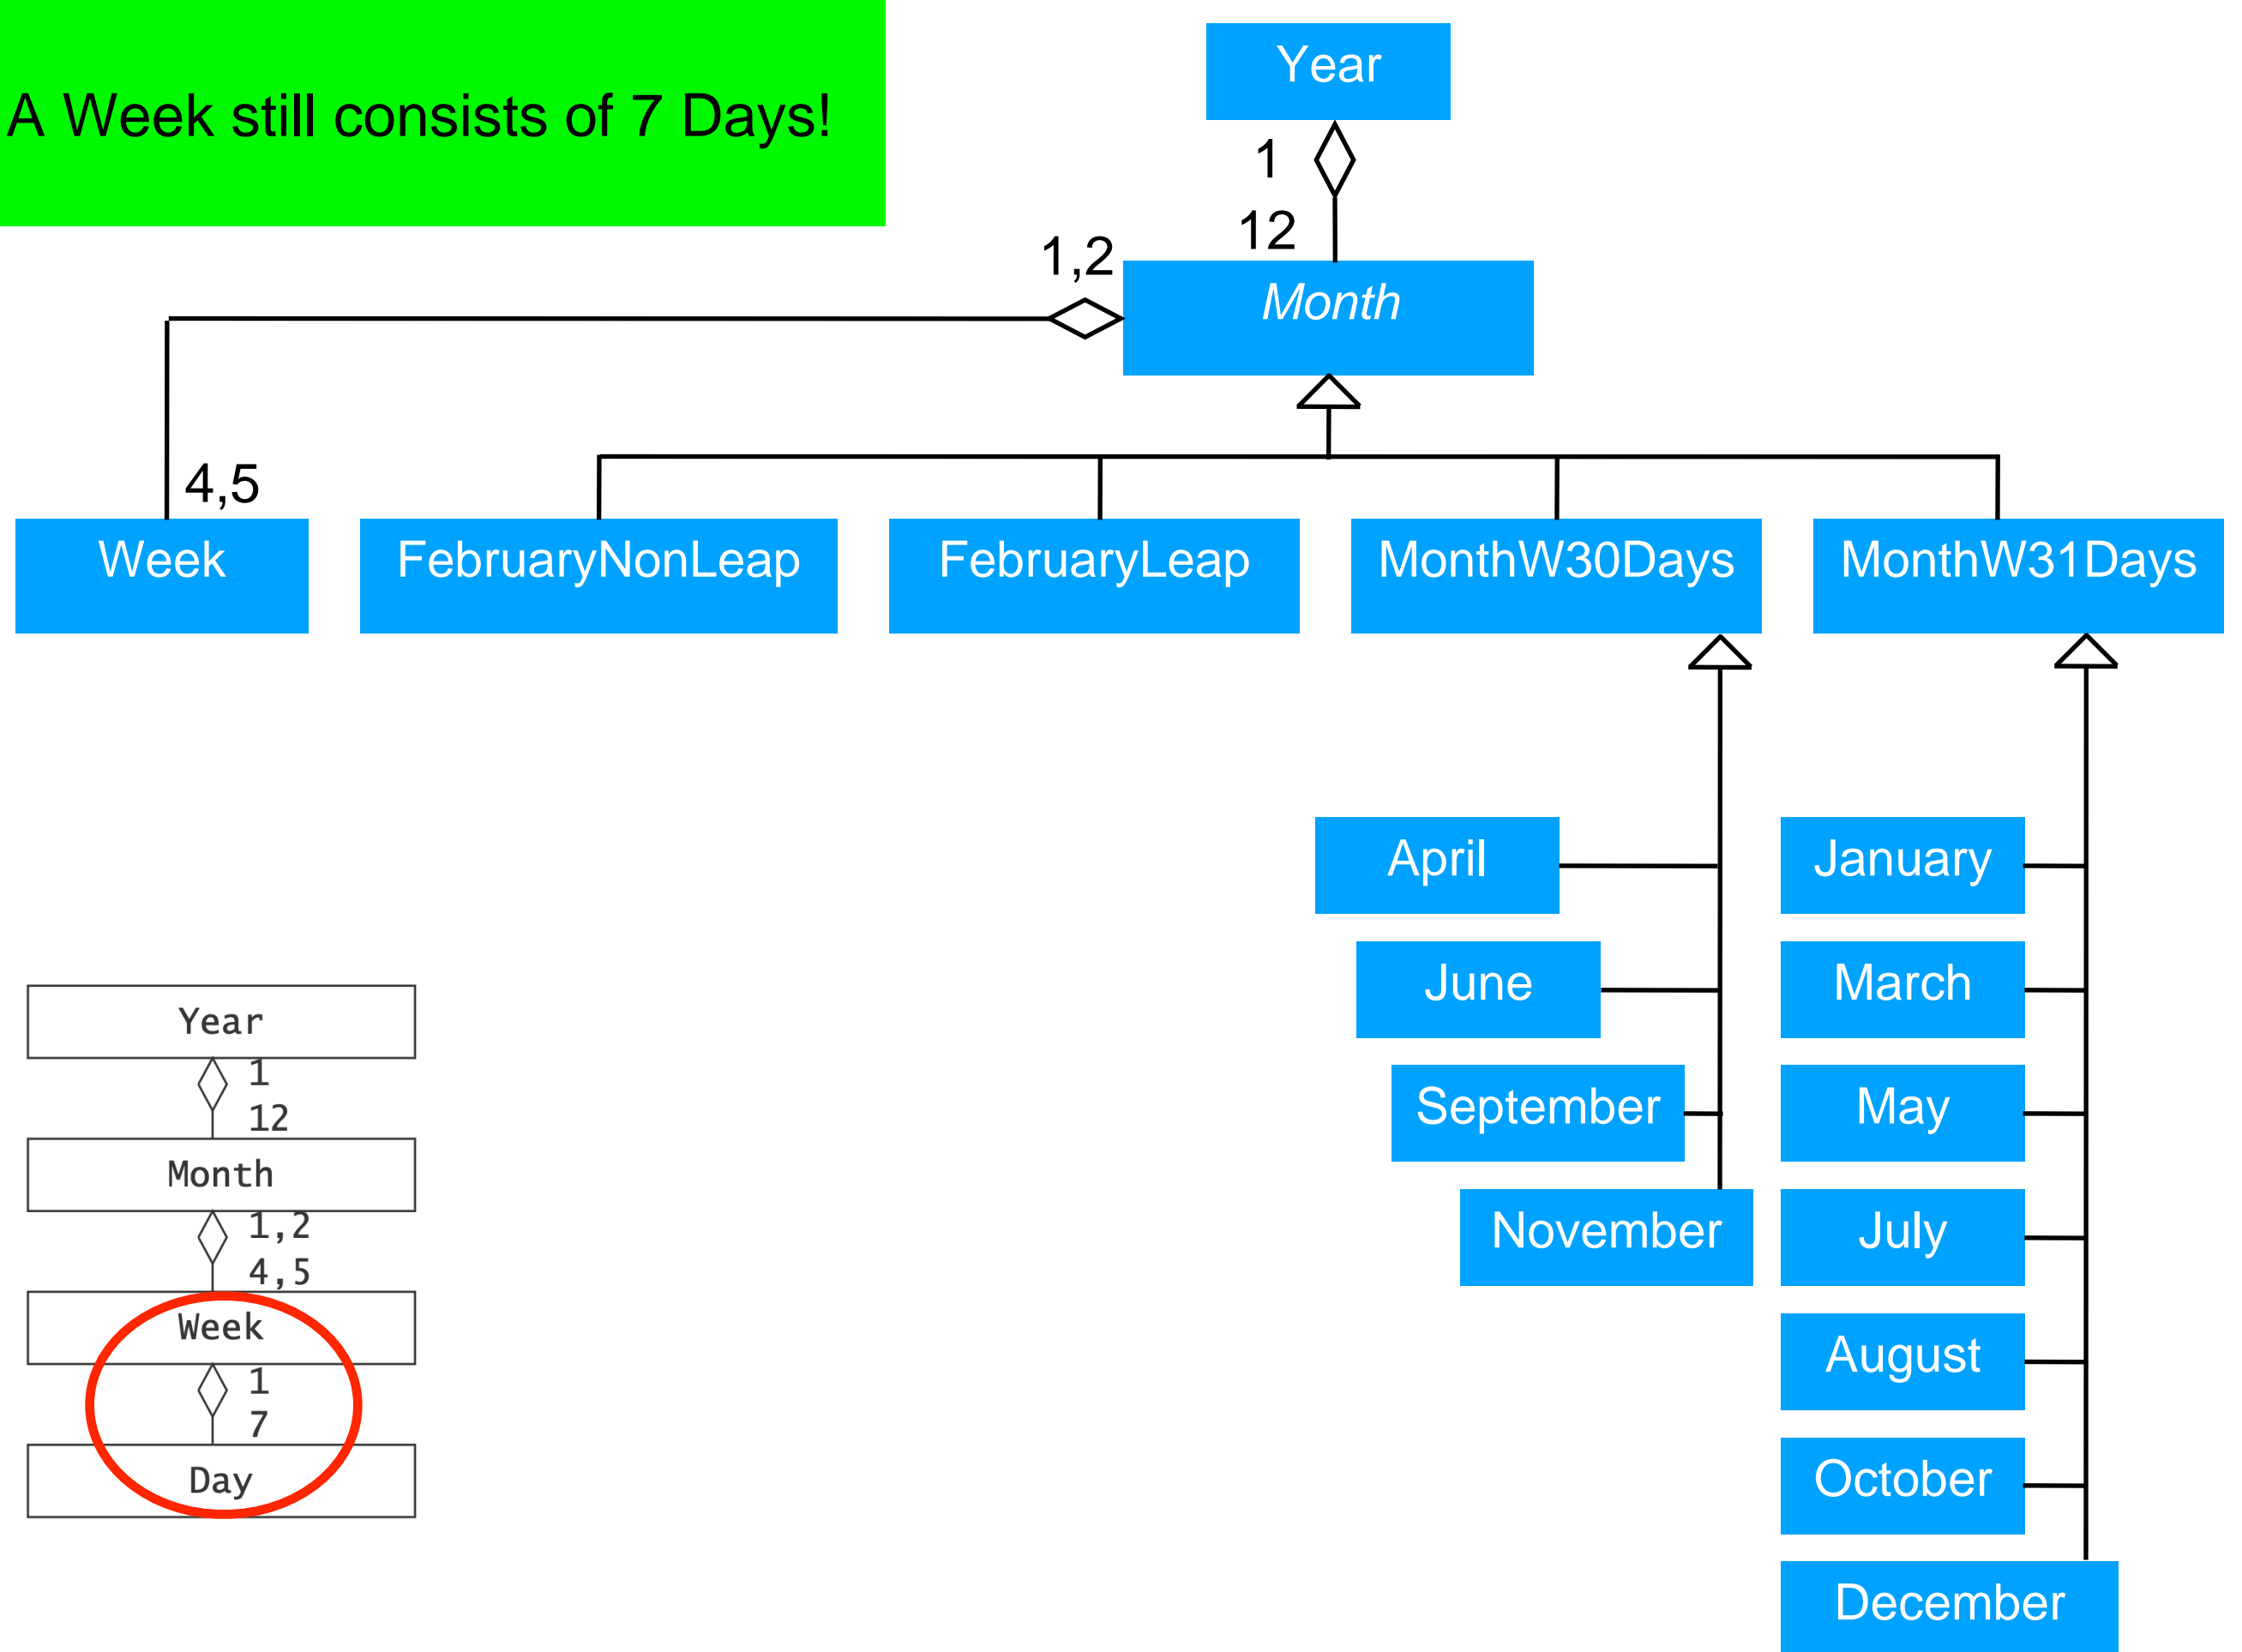 A Week still consists of 7 Days!
Year
1
12
1,2
Month
4,5
Week
FebruaryNonLeap
FebruaryLeap
MonthW30Days
MonthW31Days
April
June
September
November
January
March
May
July
August
October
December
Year
1
12
Month
1,2
4,5
Week
1
7
Day